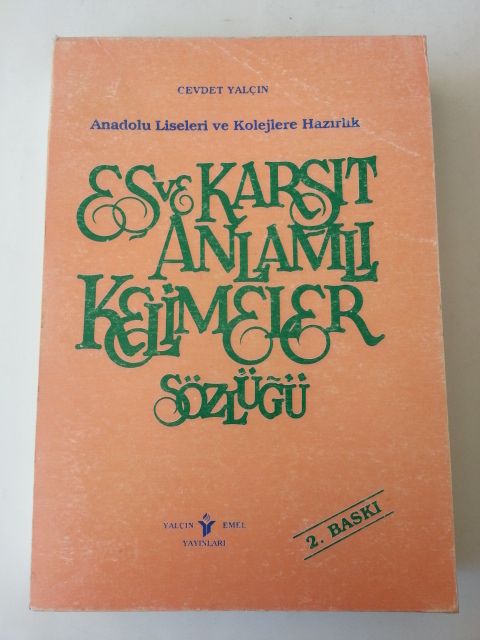 CEVDET YALÇIN
Anadolu Liseleri ve Kolejlere Hazırlık
EŞ VE KARŞIT
ANLAMLI
KELİMELER
SÖZLÜĞÜ
YALÇIN EMEL
YAYINLARI
2. BASKI